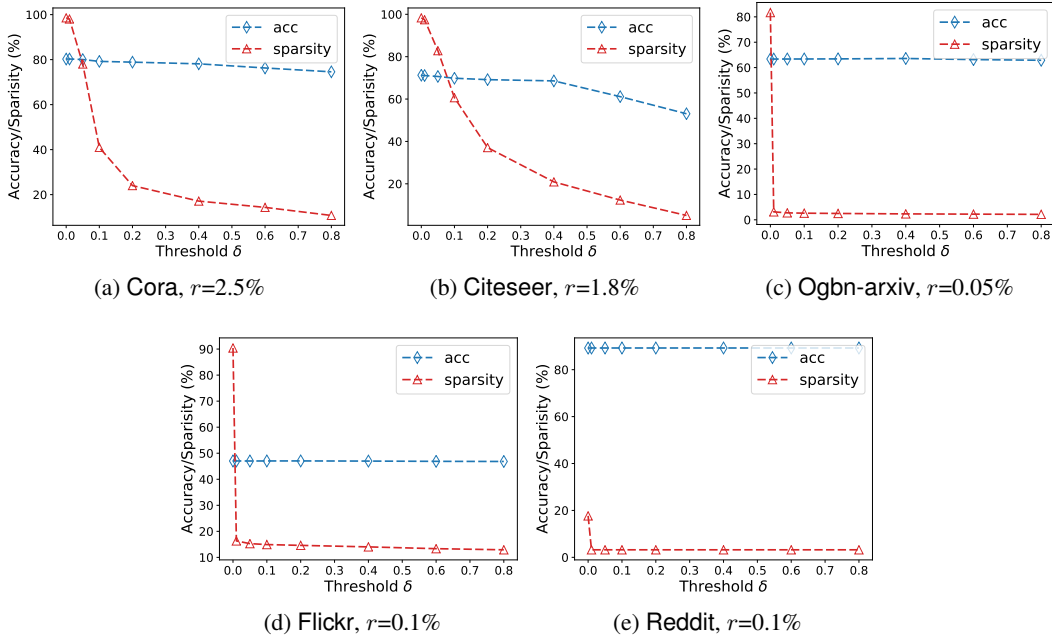 100
80
60
40
20
Accuracy/Sparisity (%)
acc
sparsity
0.0 0.1 0.2 0.3 0.4 0.5 0.6 0.7 0.8
Threshold δ
(a) Cora, r=2.5%
100
80
60
40
20
Accuracy/Sparisity (%)
acc
sparsity
0.0 0.1 0.2 0.3 0.4 0.5 0.6 0.7 0.8
Threshold δ
(b) Citeseer, r=1.8%
80
70
60
50
40
30
20
10
0
Accuracy/Sparisity (%)
acc
sparsity
0.0 0.1 0.2 0.3 0.4 0.5 0.6 0.7 0.8
Threshold δ
(c) Ogbn-arxiv, r=0.05%
90
80
70
60
50
40
30
20
10
Accuracy/Sparisity (%)
acc
sparsity
0.0 0.1 0.2 0.3 0.4 0.5 0.6 0.7 0.8
Threshold δ
(d) Flickr, r=0.1%
80
60
40
20
0
Accuracy/Sparisity (%)
acc
sparsity
0.0 0.1 0.2 0.3 0.4 0.5 0.6 0.7 0.8
Threshold δ
(e) Reddit, r=0.1%